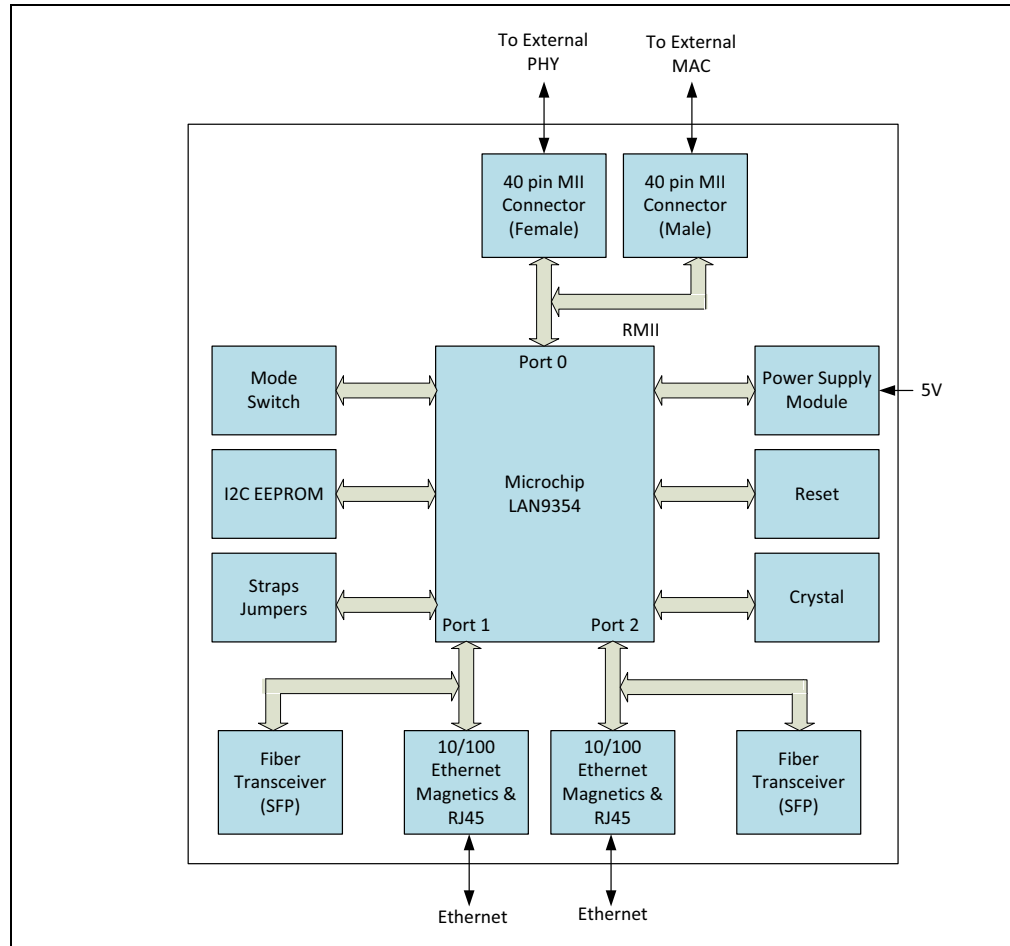 To External
PHY
To External
MAC
40 pin MII
Connector
(Female)
40 pin MII
Connector
(Male)
RMII
Port 0
Mode
Switch
Power Supply
Module
5V
I2C EEPROM
Microchip
LAN9354
Reset
Straps
Jumpers
Crystal
Port 1
Port 2
Fiber
Transceiver
(SFP)
10/100
Ethernet
Magnetics &
RJ45
10/100
Ethernet
Magnetics &
RJ45
Fiber
Transceiver
(SFP)
Ethernet
Ethernet